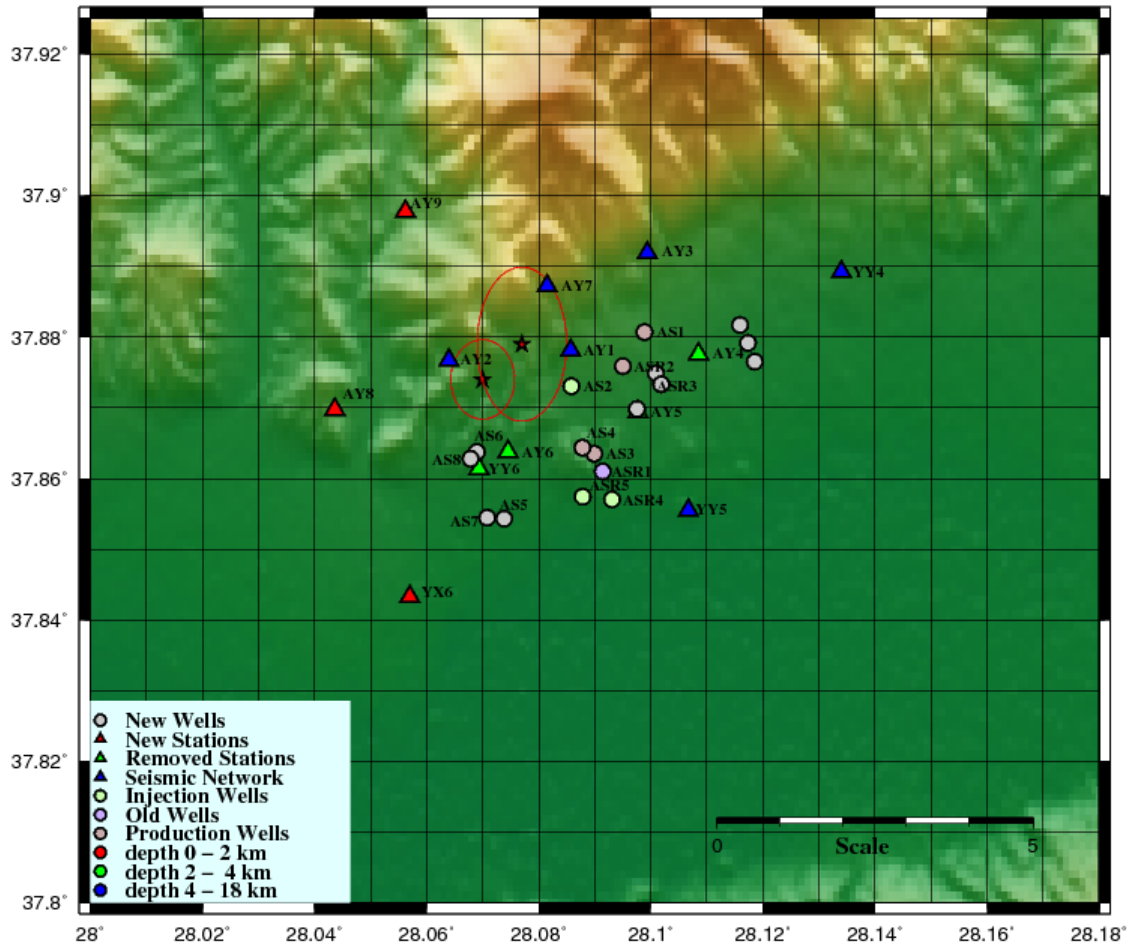 37.92°
37.9°
37.88°
37.86°
37.84°
37.82°
37.8°
AY9
AY3
YY4
AY7
AS1
AY1
AY4
AY2
ASR2
AS2
ASR3
AY8
AY5
AS6
AS4
AY6
AS3
AS8
YY6
ASR1
ASR5
AS5
ASR4
AS7
YY5
YX6
New Wells
New Stations
Removed Stations
Seismic Network
Injection Wells
Old Wells
Production Wells
depth 0 – 2 km
depth 2 – 4 km
depth 4 – 18 km
0 Scale 5
28° 28.02° 28.04° 28.06° 28.08° 28.1° 28.12° 28.14° 28.16° 28.18°